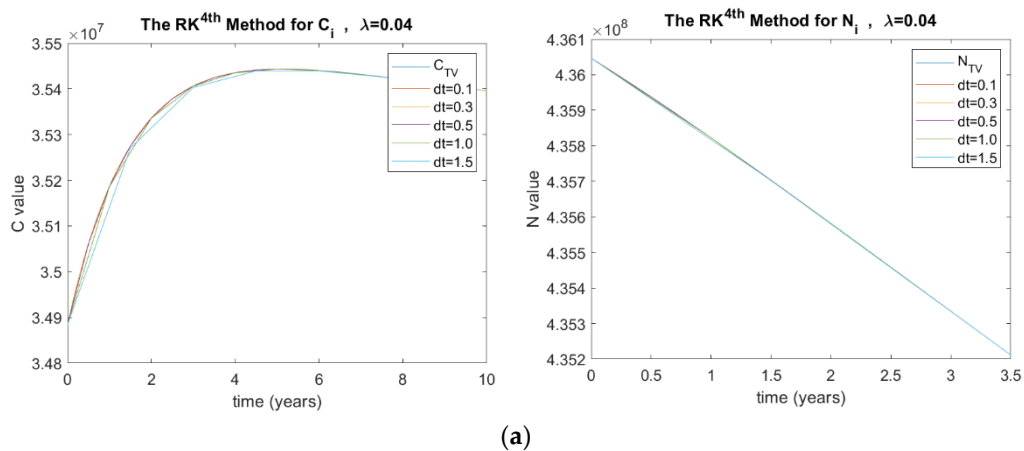 The RK4th Method for Ci , λ=0.04
×10^7
3.55
3.54
3.53
3.52
3.51
3.5
3.49
3.48
C value
0 2 4 6 8 10
time (years)
CTV
dt=0.1
dt=0.3
dt=0.5
dt=1.0
dt=1.5
The RK4th Method for Ni , λ=0.04
×10^8
4.361
4.36
4.359
4.358
4.357
4.356
4.355
4.354
4.353
4.352
N value
0 0.5 1 1.5 2 2.5 3 3.5
time (years)
NTV
dt=0.1
dt=0.3
dt=0.5
dt=1.0
dt=1.5
(a)